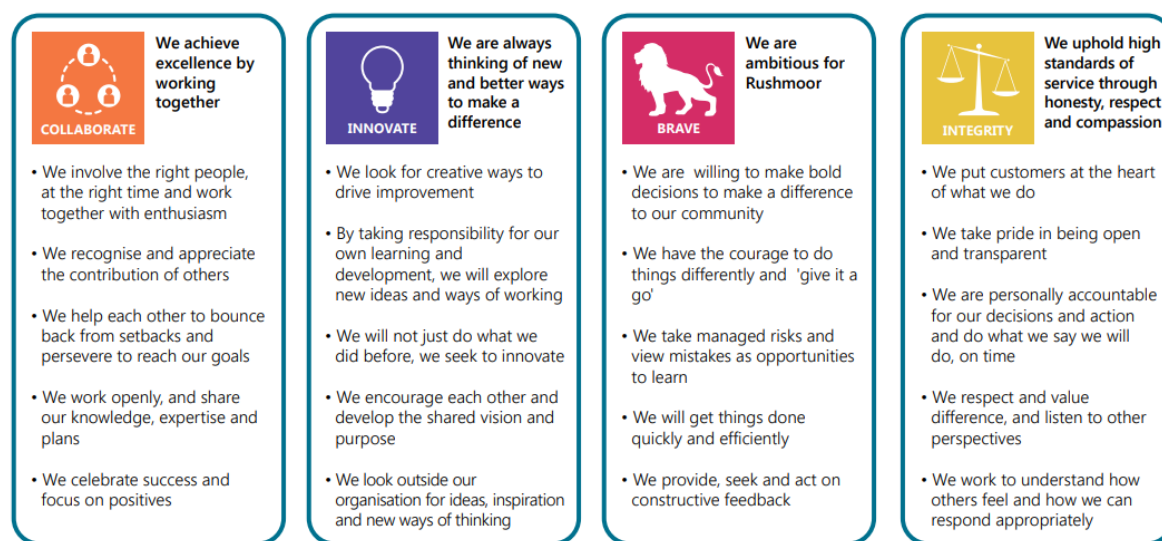 COLLABORATE
We achieve
excellence by
working
together
• We involve the right people,
at the right time and work
together with enthusiasm
• We recognise and appreciate
the contribution of others
• We help each other to bounce
back from setbacks and
persevere to reach our goals
• We work openly, and share
our knowledge, expertise and
plans
• We celebrate success and
focus on positives
INNOVATE
We are always
thinking of new
and better ways
to make a
difference
• We look for creative ways to
drive improvement
• By taking responsibility for our
own learning and
development, we will explore
new ideas and ways of working
• We will not just do what we
did before, we seek to innovate
• We encourage each other and
develop the shared vision and
purpose
• We look outside our
organisation for ideas, inspiration
and new ways of thinking
BRAVE
We are
ambitious for
Rushmoor
• We are willing to make bold
decisions to make a difference
to our community
• We have the courage to do
things differently and 'give it a
go'
• We take managed risks and
view mistakes as opportunities
to learn
• We will get things done
quickly and efficiently
• We provide, seek and act on
constructive feedback
INTEGRITY
We uphold high
standards of
service through
honesty, respect
and compassion
• We put customers at the heart
of what we do
• We take pride in being open
and transparent
• We are personally accountable
for our decisions and action
and do what we say we will
do, on time
• We respect and value
difference, and listen to other
perspectives
• We work to understand how
others feel and how we can
respond appropriately